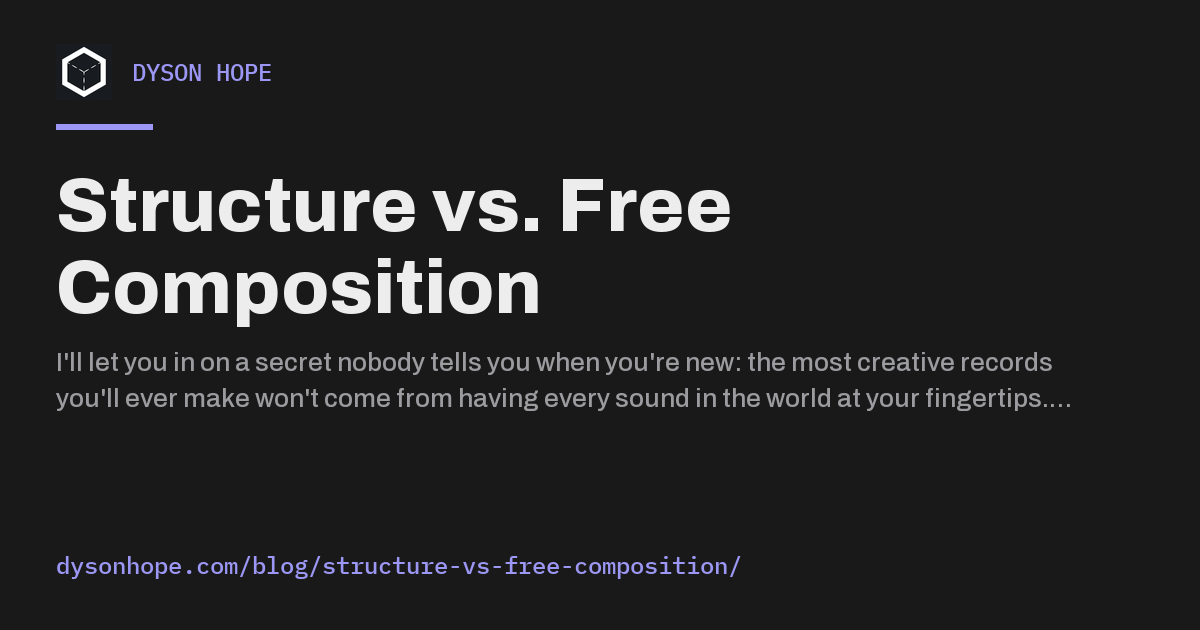 DYSON HOPE
Structure vs. Free
Composition
I'll let you in on a secret nobody tells you when you're new: the most creative records
you'll ever make won't come from having every sound in the world at your fingertips....
dysonhope.com/blog/structure-vs-free-composition/